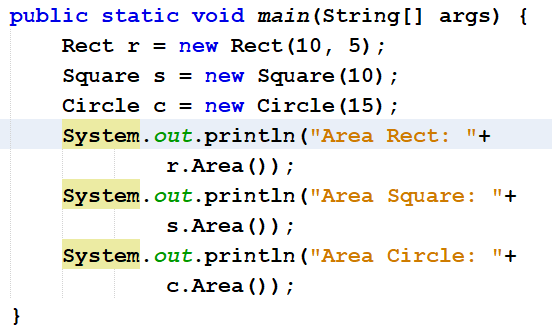 public static void main(String[] args) {
    Rect r = new Rect(10, 5);
    Square s = new Square(10);
    Circle c = new Circle(15);
    System.out.println("Area Rect: "+
            r.Area());
    System.out.println("Area Square: "+
            s.Area());
    System.out.println("Area Circle: "+
            c.Area());
}